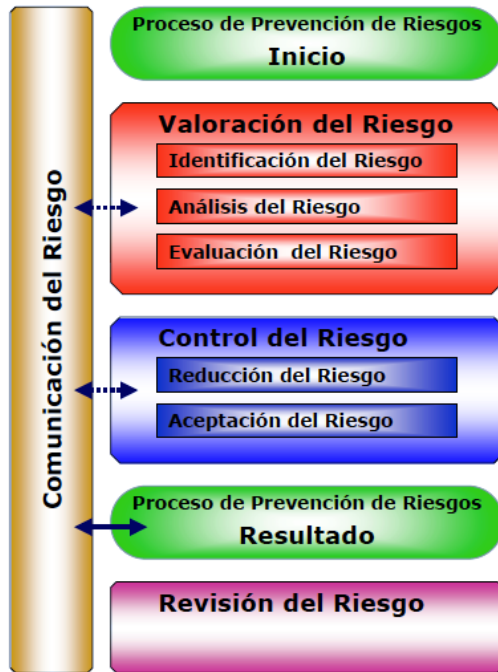 Comunicación del Riesgo
Proceso de Prevención de Riesgos
Inicio
Valoración del Riesgo
Identificación del Riesgo
Análisis del Riesgo
Evaluación del Riesgo
Control del Riesgo
Reducción del Riesgo
Aceptación del Riesgo
Proceso de Prevención de Riesgos
Resultado
Revisión del Riesgo